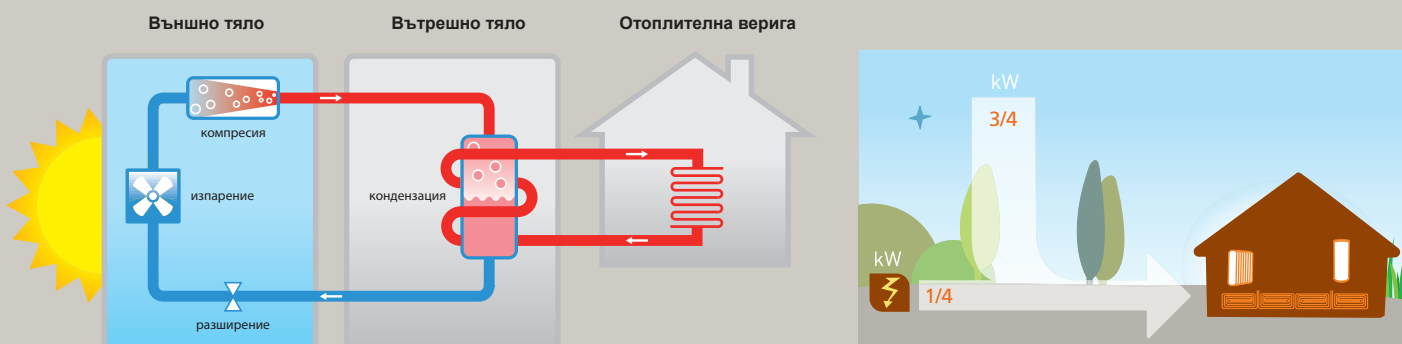 Външно тяло
Вътрешно тяло
Отоплителна верига
компресия
изпарение
кондензация
разширение
kW
3/4
kW
1/4